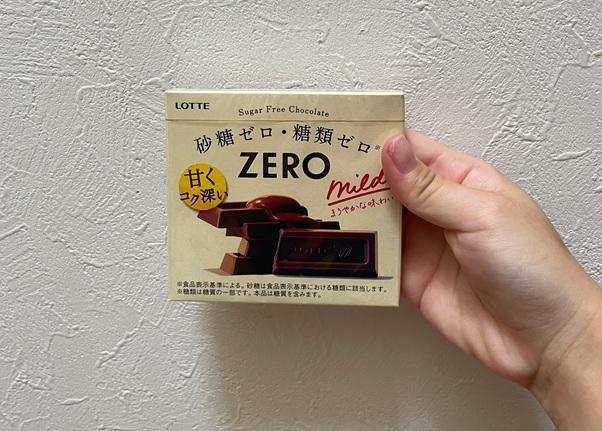 LOTTE
Sugar Free Chocolate
砂糖ゼロ・糖類ゼロ※
ZERO
mild
まろやかな味わい
甘く
コク深い
LOTTE
※食品表示基準による。砂糖は食品表示基準における糖類に該当します。
※糖類は糖質の一部です。本品は糖質を含みます。